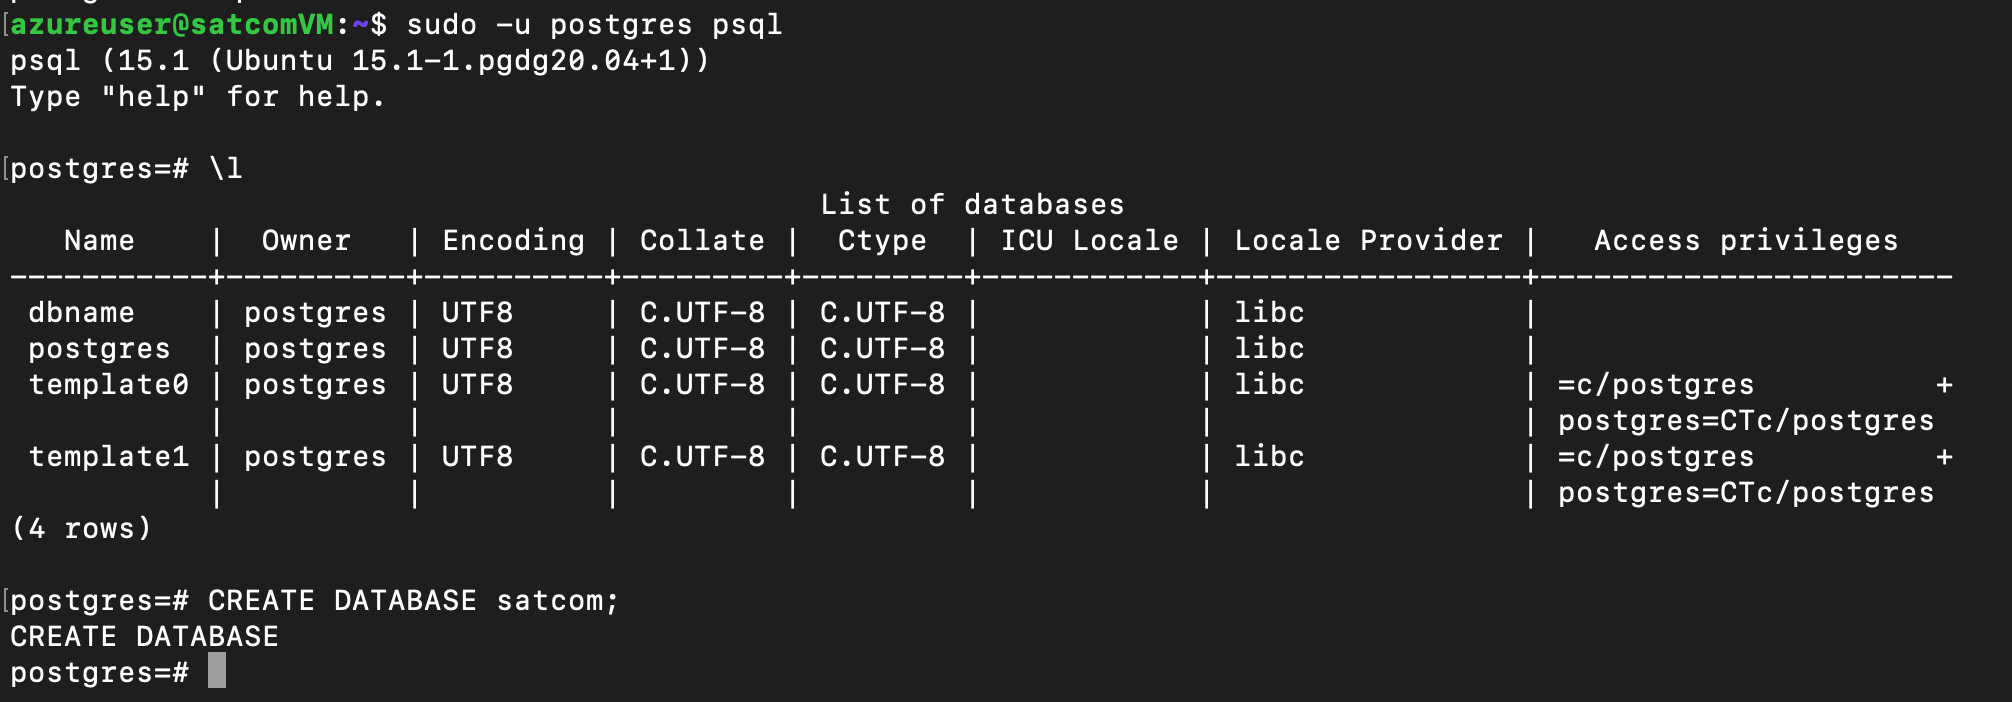 [azureuser@satcomVM:~$ sudo -u postgres psql
psql (15.1 (Ubuntu 15.1-1.pgdg20.04+1))
Type "help" for help.
[postgres=# \l
List of databases
Name | Owner | Encoding | Collate | Ctype | ICU Locale | Locale Provider | Access privileges
-----------+----------+----------+---------+---------+------------+-----------------+-----------------------
dbname | postgres | UTF8 | C.UTF-8 | C.UTF-8 | | libc |
postgres | postgres | UTF8 | C.UTF-8 | C.UTF-8 | | libc |
template0 | postgres | UTF8 | C.UTF-8 | C.UTF-8 | | libc | =c/postgres +
| | | | | | | postgres=CTc/postgres
template1 | postgres | UTF8 | C.UTF-8 | C.UTF-8 | | libc | =c/postgres +
| | | | | | | postgres=CTc/postgres
(4 rows)
[postgres=# CREATE DATABASE satcom;
CREATE DATABASE
postgres=#